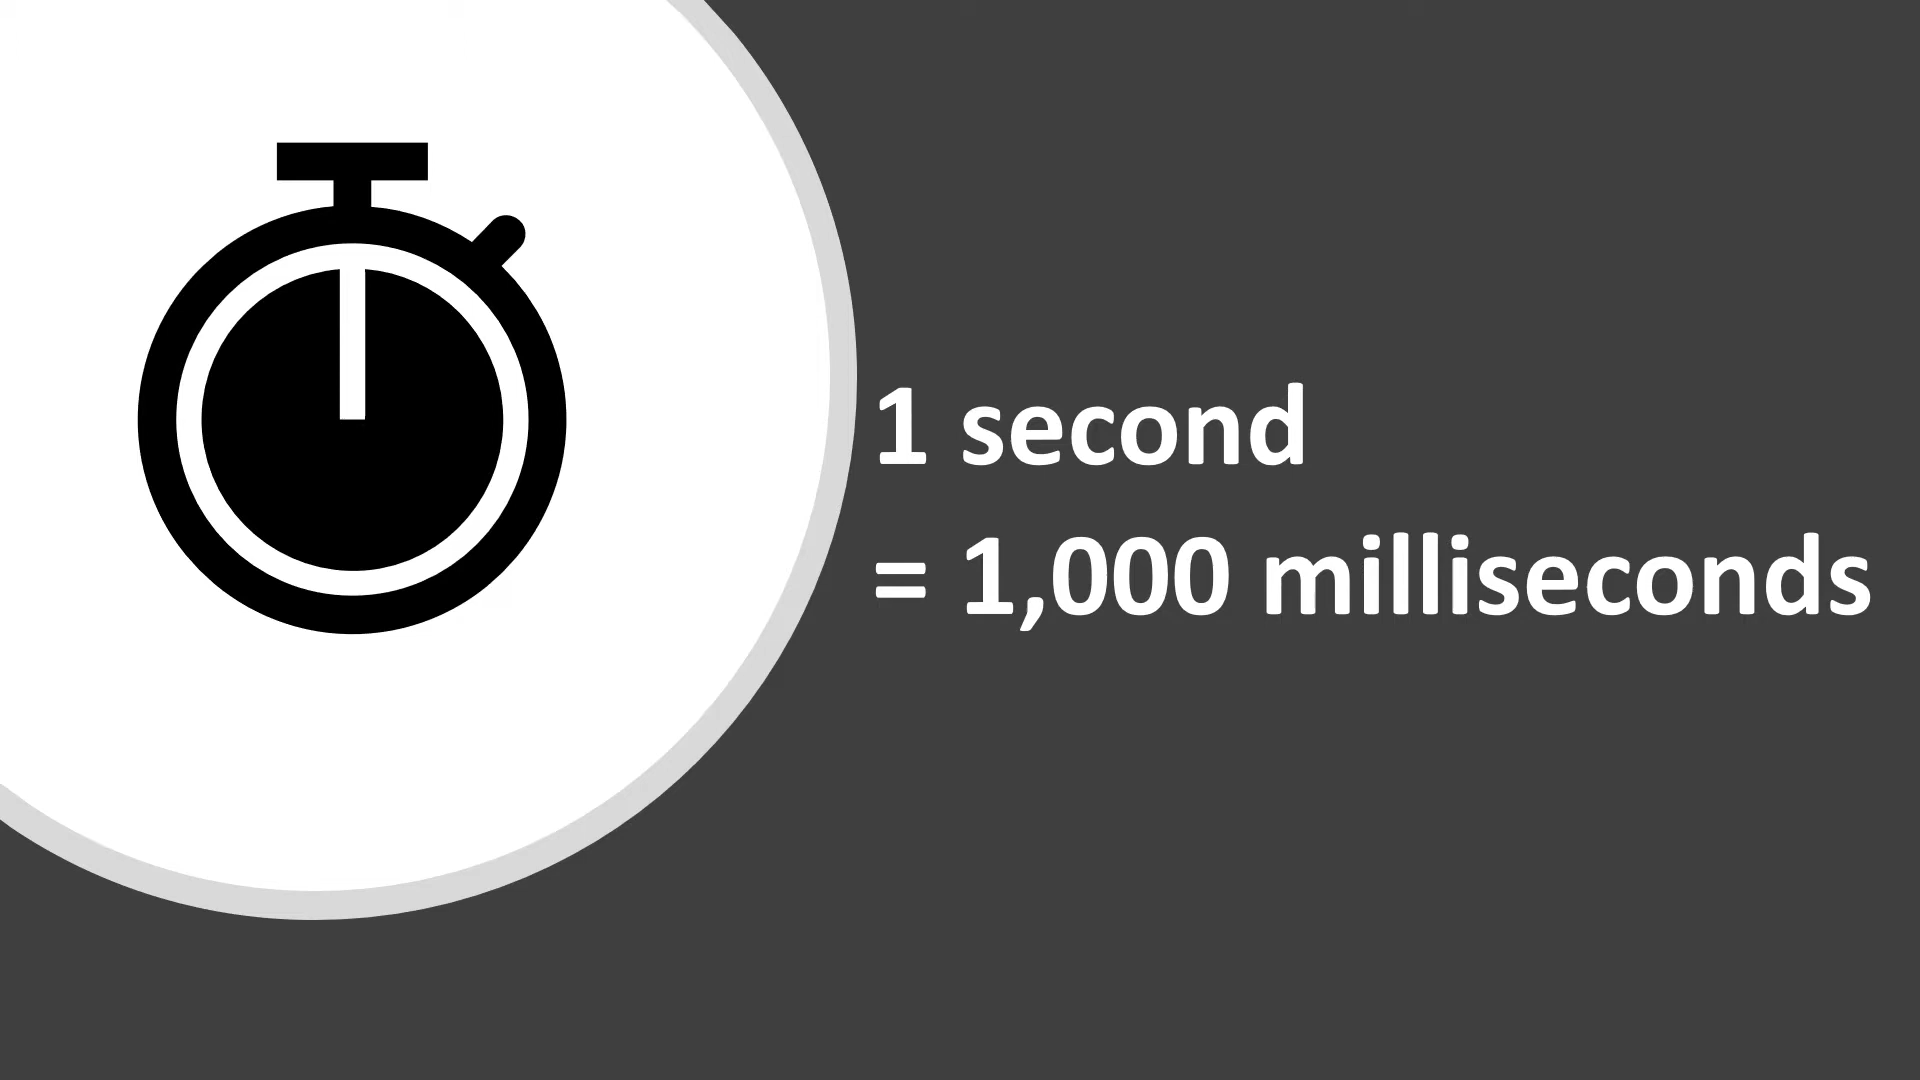 1 second
= 1,000 milliseconds